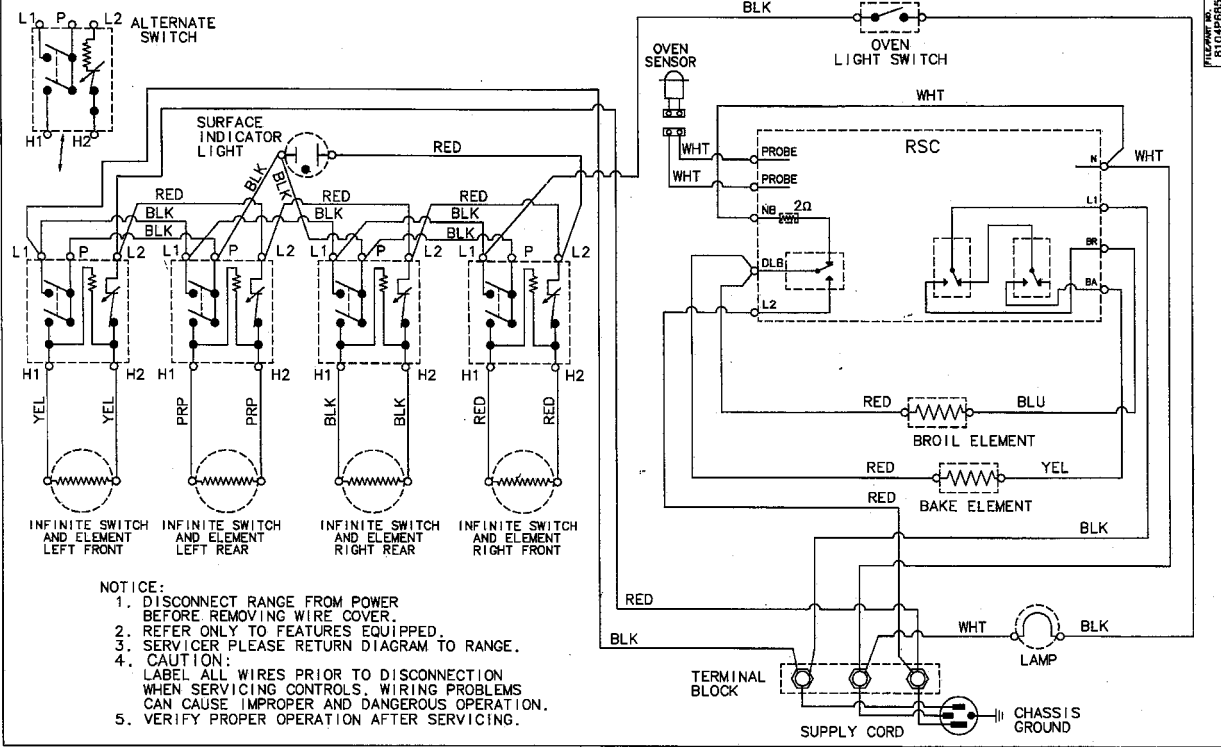 L1 P L2 ALTERNATE
SWITCH
H1 H2
BLK
OVEN
LIGHT SWITCH
FILE/PART NO.
OVEN
SENSOR
WHT
SURFACE
INDICATOR
LIGHT
RED
BLK
BLK
WHT
WHT
PROBE
PROBE
RSC
N
WHT
L1
NB 2Ω
BR
DLB
BA
L2
RED
BLK
RED
BLK
RED
BLK
L1 P L2
L1 P L2
L1 P L2
L1 P L2
H1 H2
H1 H2
H1 H2
H1 H2
YEL YEL
PRP PRP
BLK BLK
RED RED
INFINITE SWITCH
AND ELEMENT
LEFT FRONT
INFINITE SWITCH
AND ELEMENT
LEFT REAR
INFINITE SWITCH
AND ELEMENT
RIGHT REAR
INFINITE SWITCH
AND ELEMENT
RIGHT FRONT
RED BLU
BROIL ELEMENT
RED YEL
BAKE ELEMENT
RED
BLK
NOTICE:
1. DISCONNECT RANGE FROM POWER
BEFORE REMOVING WIRE COVER.
2. REFER ONLY TO FEATURES EQUIPPED.
3. SERVICER PLEASE RETURN DIAGRAM TO RANGE.
4. CAUTION:
LABEL ALL WIRES PRIOR TO DISCONNECTION
WHEN SERVICING CONTROLS. WIRING PROBLEMS
CAN CAUSE IMPROPER AND DANGEROUS OPERATION.
5. VERIFY PROPER OPERATION AFTER SERVICING.
RED
BLK
WHT
BLK
LAMP
TERMINAL
BLOCK
SUPPLY CORD
CHASSIS
GROUND